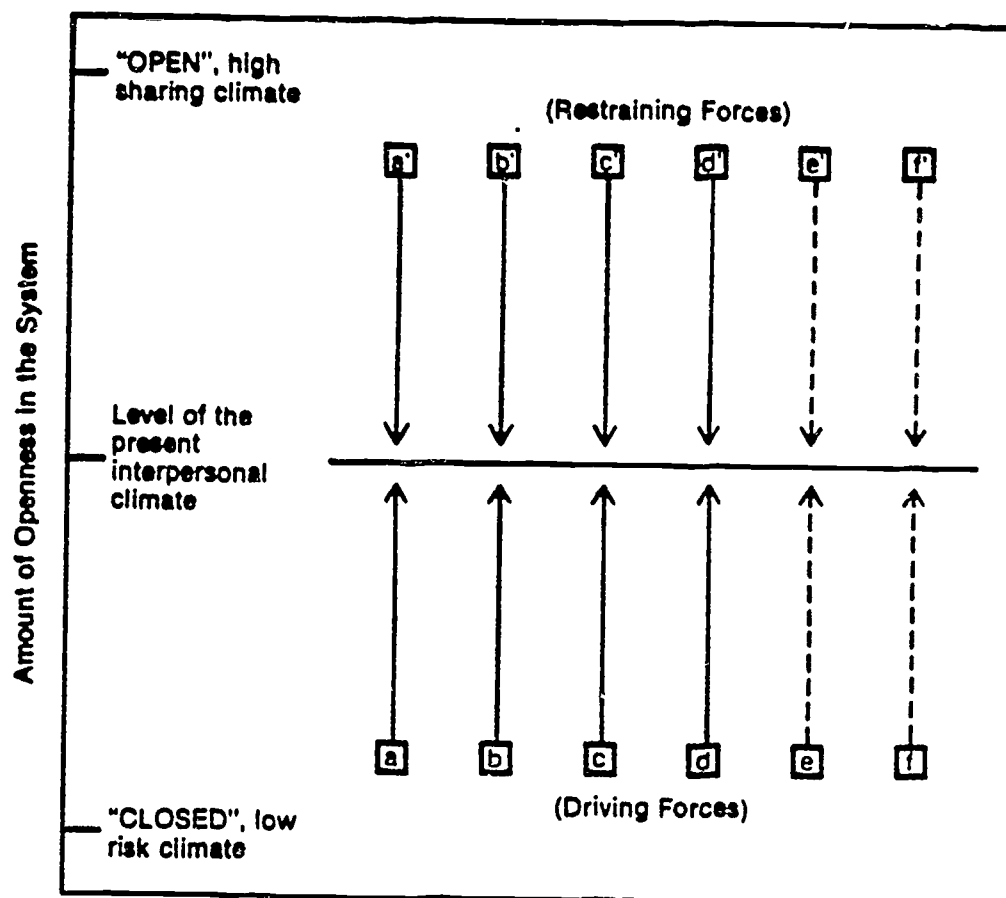 "OPEN", high
sharing climate
(Restraining Forces)
a' b' c' d' e' f'
Amount of Openness in the System
Level of the
present
interpersonal
climate
a b c d e f
(Driving Forces)
"CLOSED", low
risk climate